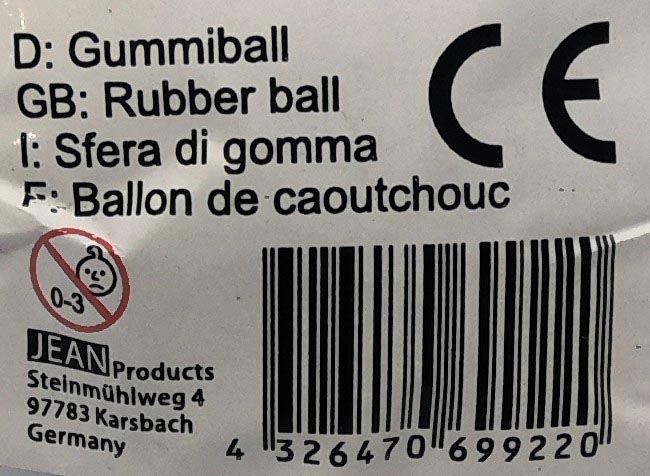 D: Gummiball
GB: Rubber ball
I: Sfera di gomma
F: Ballon de caoutchouc
CE
0-3
JEAN Products
Steinmühlweg 4
97783 Karsbach
Germany
4 326470 699220